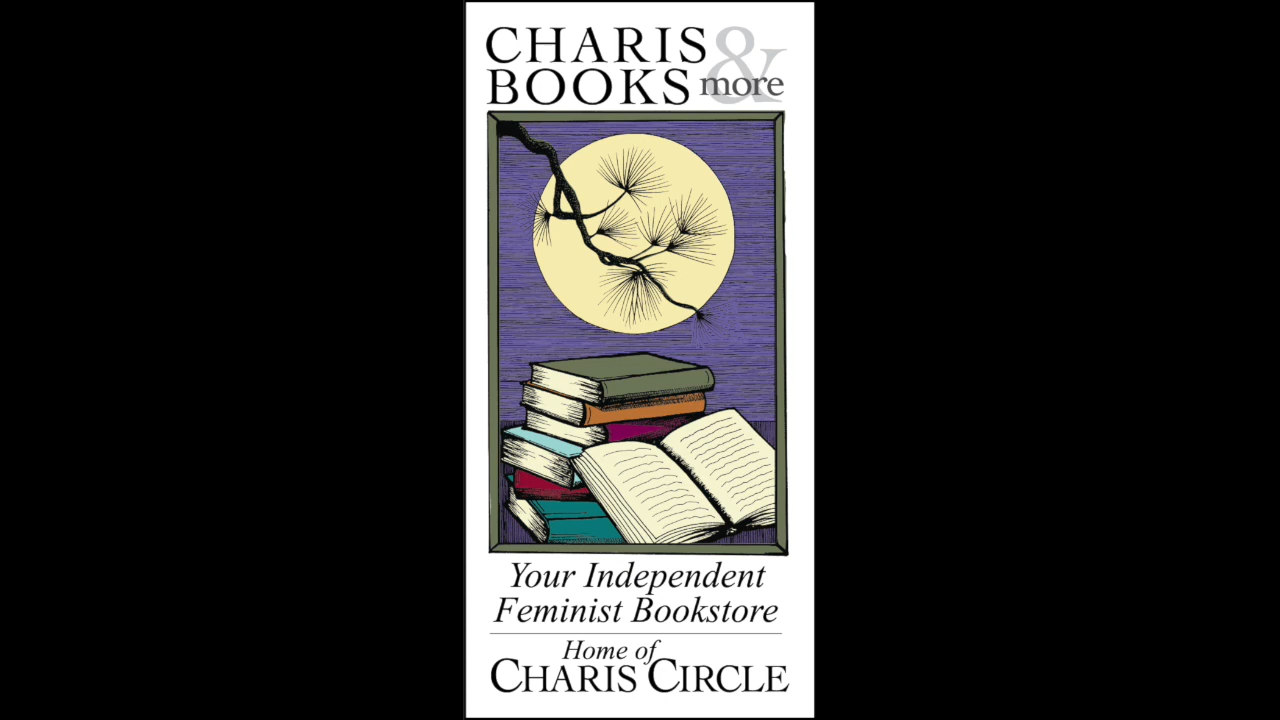 CHARIS &
BOOKS more
Your Independent
Feminist Bookstore
Home of
CHARIS CIRCLE